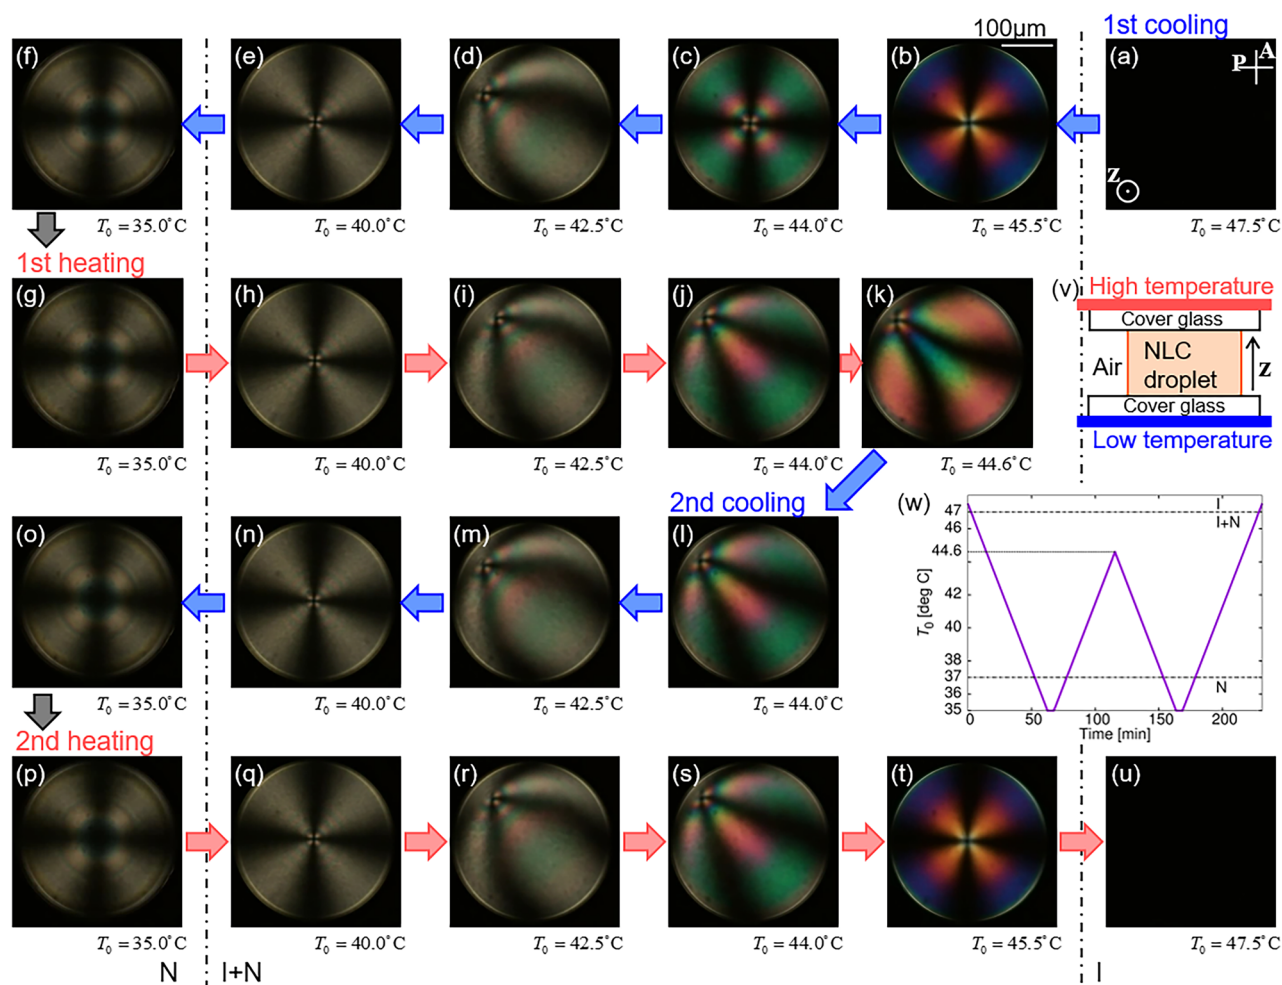 100μm
1st cooling
(f)
(e)
(d)
(c)
(b)
(a)
P
A
z
T₀ = 35.0°C
T₀ = 40.0°C
T₀ = 42.5°C
T₀ = 44.0°C
T₀ = 45.5°C
T₀ = 47.5°C
1st heating
(g)
(h)
(i)
(j)
(k)
(v)
High temperature
Cover glass
Air
NLC
droplet
z
Cover glass
Low temperature
T₀ = 35.0°C
T₀ = 40.0°C
T₀ = 42.5°C
T₀ = 44.0°C
T₀ = 44.6°C
2nd cooling
(o)
(n)
(m)
(l)
(w)
47
46
44.6
42
40
38
37
36
35
T₀ [deg C]
I
I+N
N
0
50
100
150
200
Time [min]
T₀ = 35.0°C
T₀ = 40.0°C
T₀ = 42.5°C
T₀ = 44.0°C
2nd heating
(p)
(q)
(r)
(s)
(t)
(u)
T₀ = 35.0°C
T₀ = 40.0°C
T₀ = 42.5°C
T₀ = 44.0°C
T₀ = 45.5°C
T₀ = 47.5°C
N
I+N
I